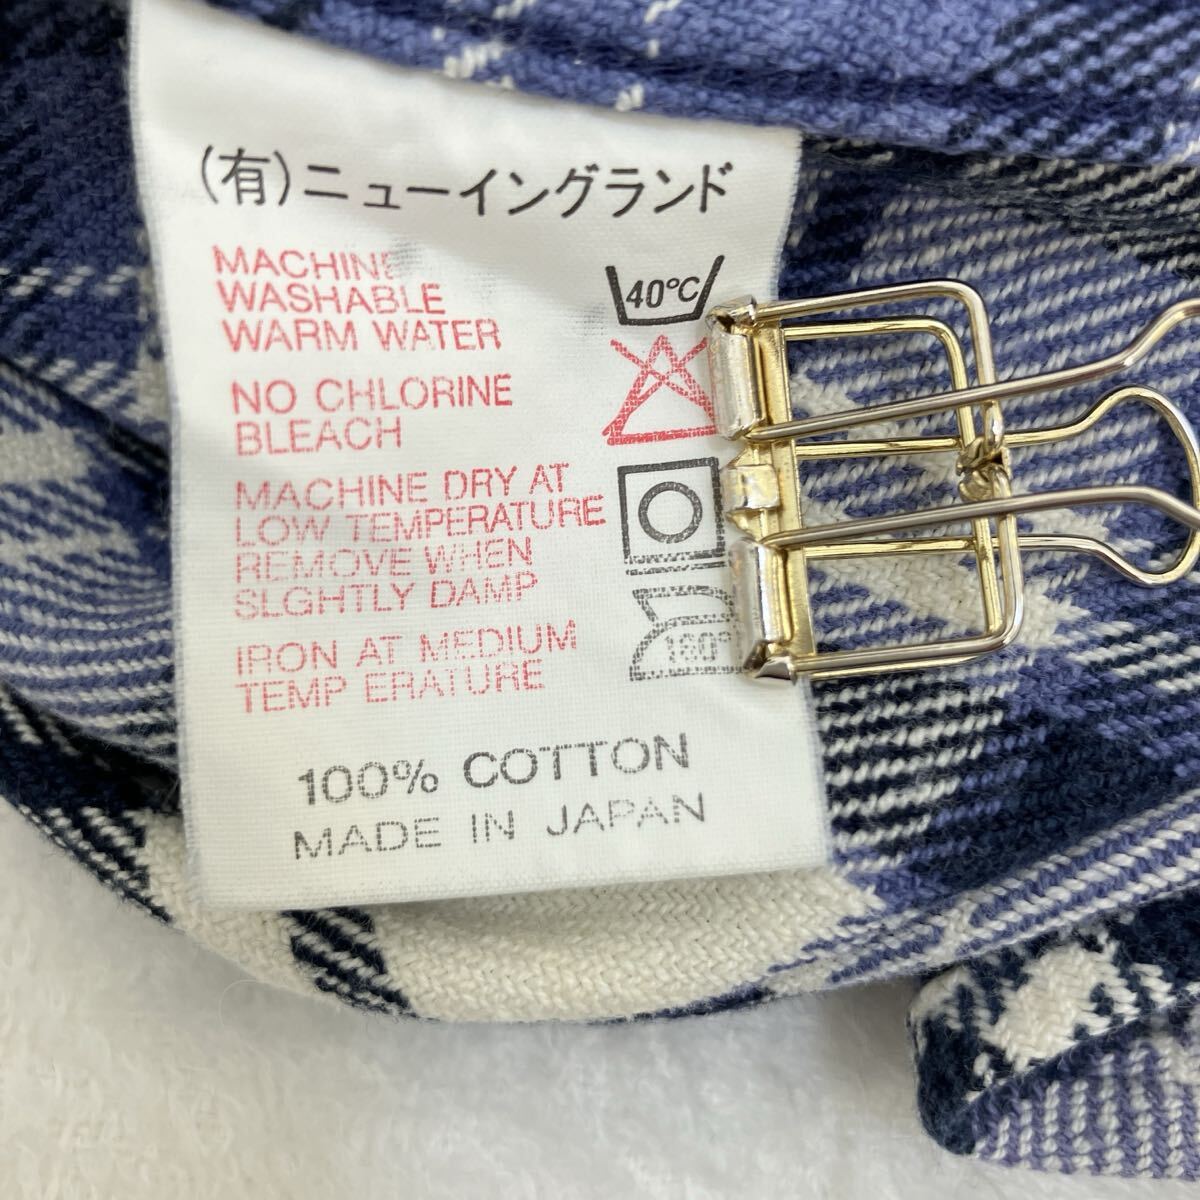 (有)ニューイングランド
MACHINE
WASHABLE
WARM WATER
40℃
NO CHLORINE
BLEACH
MACHINE DRY AT
LOW TEMPERATURE
REMOVE WHEN
SLGHTLY DAMP
IRON AT MEDIUM
TEMP ERATURE
160°
100% COTTON
MADE IN JAPAN